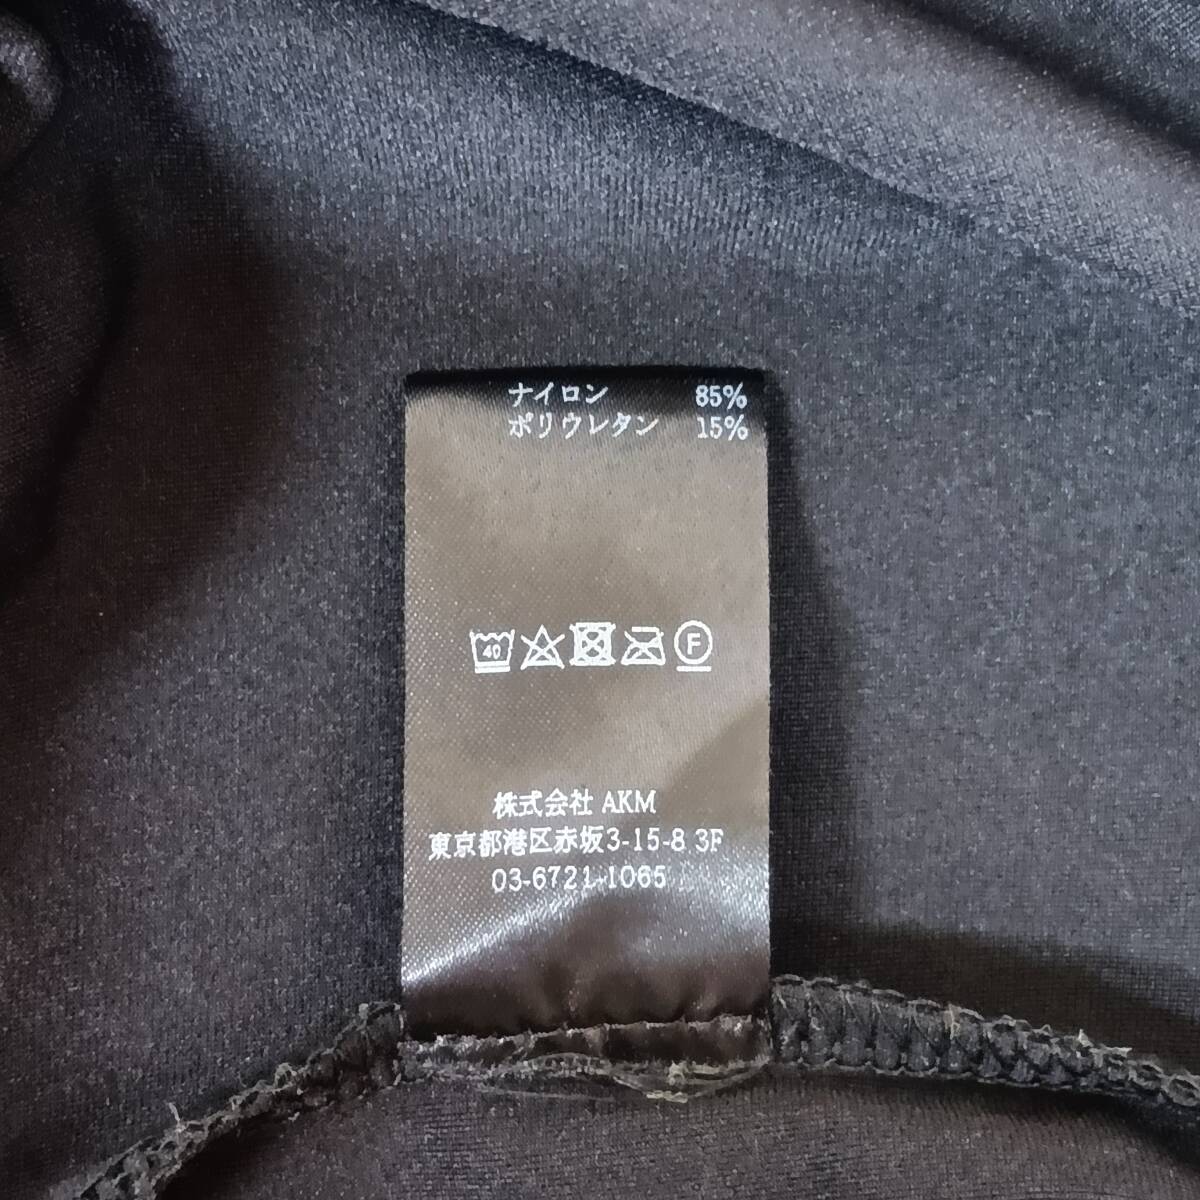 ナイロン 85%
ポリウレタン 15%
40 F
株式会社 AKM
東京都港区赤坂3-15-8 3F
03-6721-1065